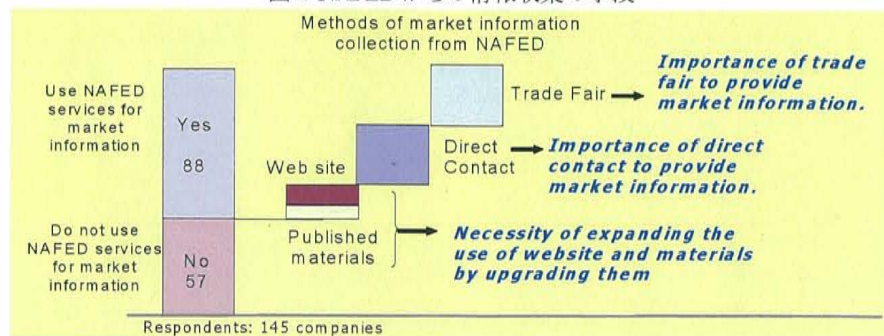 Methods of market information
collection from NAFED
Use NAFED
services for
market
information
Yes
88
Do not use
NAFED services
for market
information
No
57
Web site
Published
materials
Direct
Contact
Trade Fair
Importance of trade
fair to provide
market information.
Importance of direct
contact to provide
market information.
Necessity of expanding the
use of website and materials
by upgrading them
Respondents: 145 companies